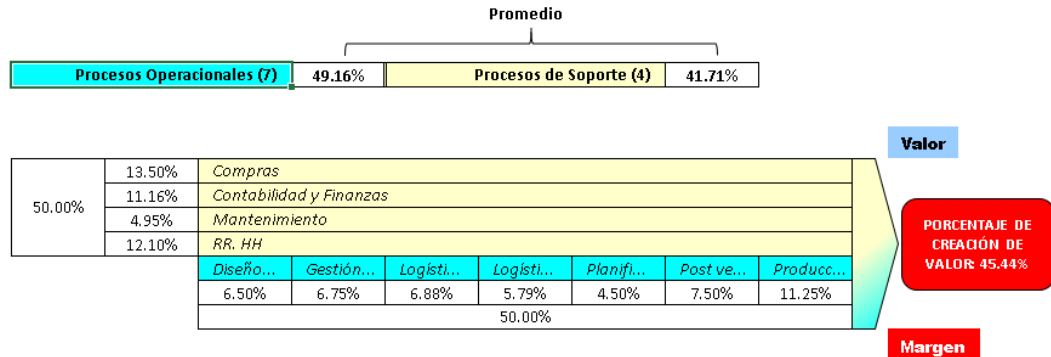 Promedio
Procesos Operacionales (7) 49.16% Procesos de Soporte (4) 41.71%
Valor
50.00%
13.50% Compras
11.16% Contabilidad y Finanzas
4.95% Mantenimiento
12.10% RR. HH
PORCENTAJE DE
CREACIÓN DE
VALOR: 45.44%
Diseño... Gestión... Logísti... Logísti... Planifi... Post ve... Producc...
6.50% 6.75% 6.88% 5.79% 4.50% 7.50% 11.25%
50.00%
Margen